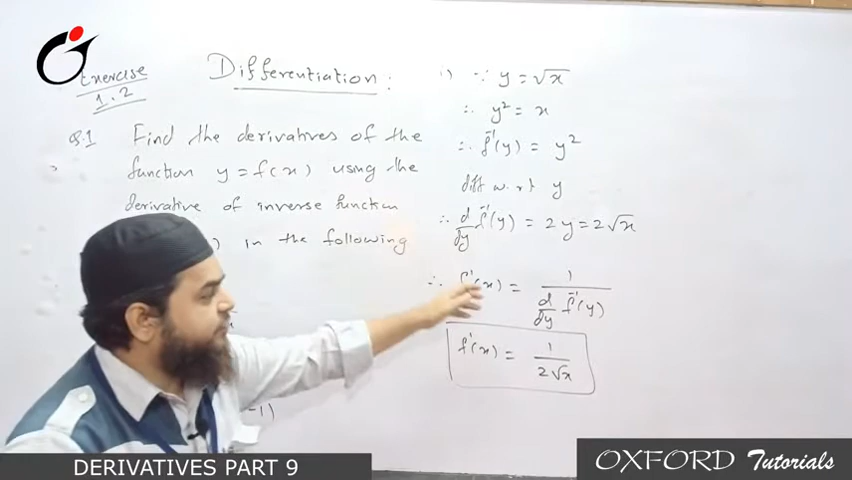 Exercise
1.2
Differentiation:
Q.1 Find the derivatives of the
function y = f(x) using the
derivative of inverse function
) in the following
-1)
1) ∵ y = √x
∴ y² = x
∴ f⁻¹(y) = y²
diff w.r.t y
∴ d/dy f⁻¹(y) = 2y = 2√x
∴ f'(x) = 1 / (d/dy f⁻¹(y))
f'(x) = 1 / (2√x)
DERIVATIVES PART 9
OXFORD Tutorials